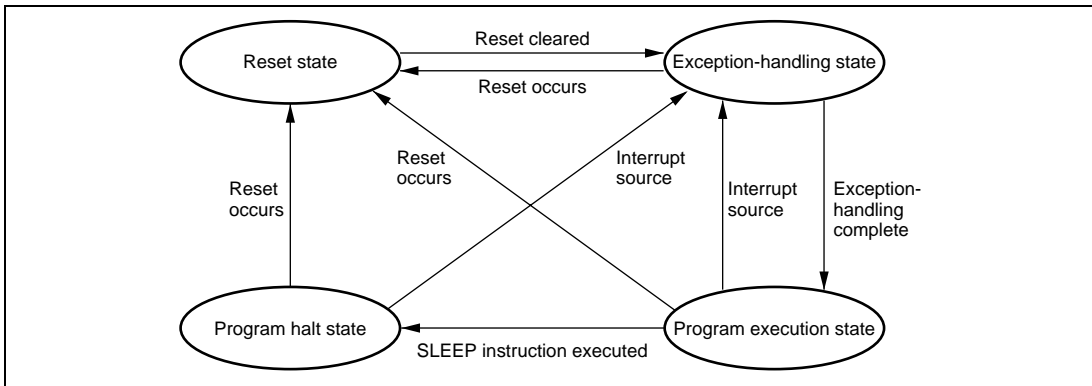 Reset cleared
Reset state
Exception-handling state
Reset occurs
Reset
occurs
Reset
occurs
Interrupt
source
Interrupt
source
Exception-
handling
complete
Program halt state
Program execution state
SLEEP instruction executed